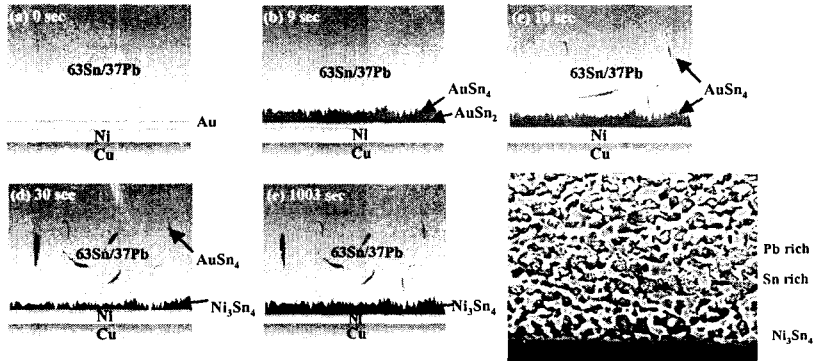 (a) 0 sec
63Sn/37Pb
Au
Ni
Cu
(b) 9 sec
63Sn/37Pb
AuSn4
AuSn2
Ni
Cu
(c) 10 sec
63Sn/37Pb
AuSn4
Ni
Cu
(d) 30 sec
63Sn/37Pb
AuSn4
Ni3Sn4
Ni
Cu
(e) 1003 sec
63Sn/37Pb
Ni3Sn4
Ni
Cu
Pb rich
Sn rich
Ni3Sn4